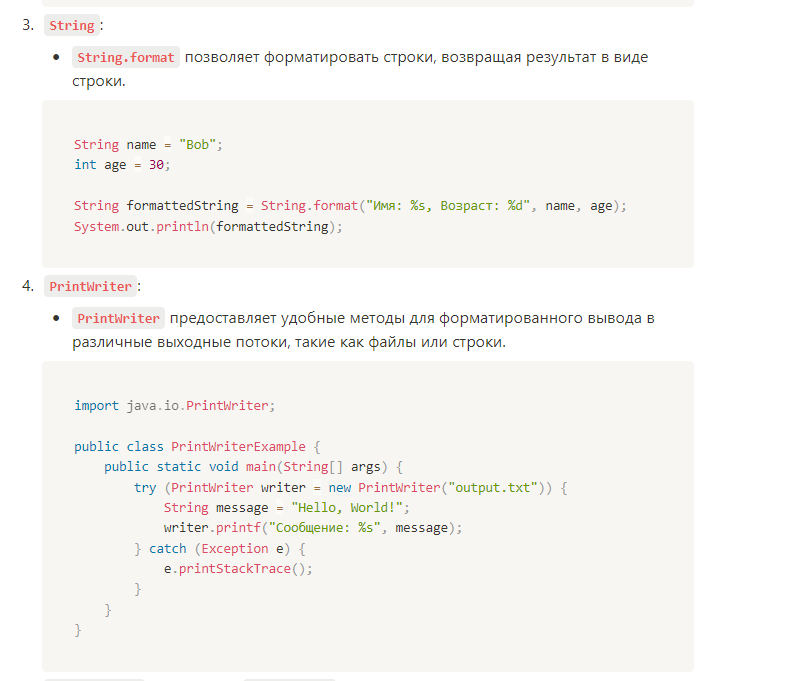 3. String:
• String.format позволяет форматировать строки, возвращая результат в виде
строки.
String name = "Bob";
int age = 30;
String formattedString = String.format("Имя: %s, Возраст: %d", name, age);
System.out.println(formattedString);
4. PrintWriter:
• PrintWriter предоставляет удобные методы для форматированного вывода в
различные выходные потоки, такие как файлы или строки.
import java.io.PrintWriter;
public class PrintWriterExample {
    public static void main(String[] args) {
        try (PrintWriter writer = new PrintWriter("output.txt")) {
            String message = "Hello, World!";
            writer.printf("Сообщение: %s", message);
        } catch (Exception e) {
            e.printStackTrace();
        }
    }
}